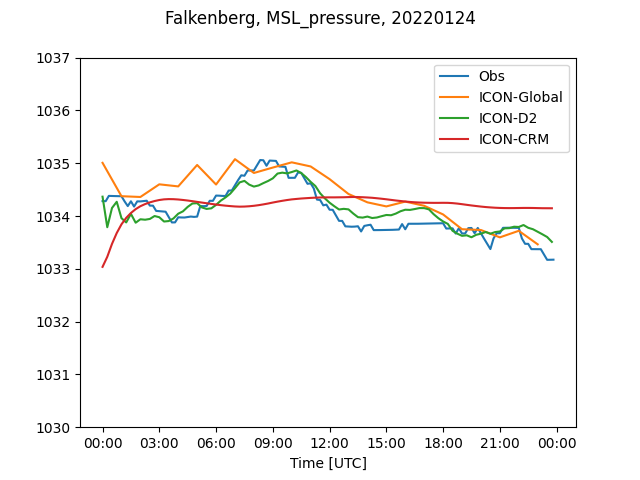 Falkenberg, MSL_pressure, 20220124
1037
1036
1035
1034
1033
1032
1031
1030
Obs
ICON-Global
ICON-D2
ICON-CRM
00:00 03:00 06:00 09:00 12:00 15:00 18:00 21:00 00:00
Time [UTC]